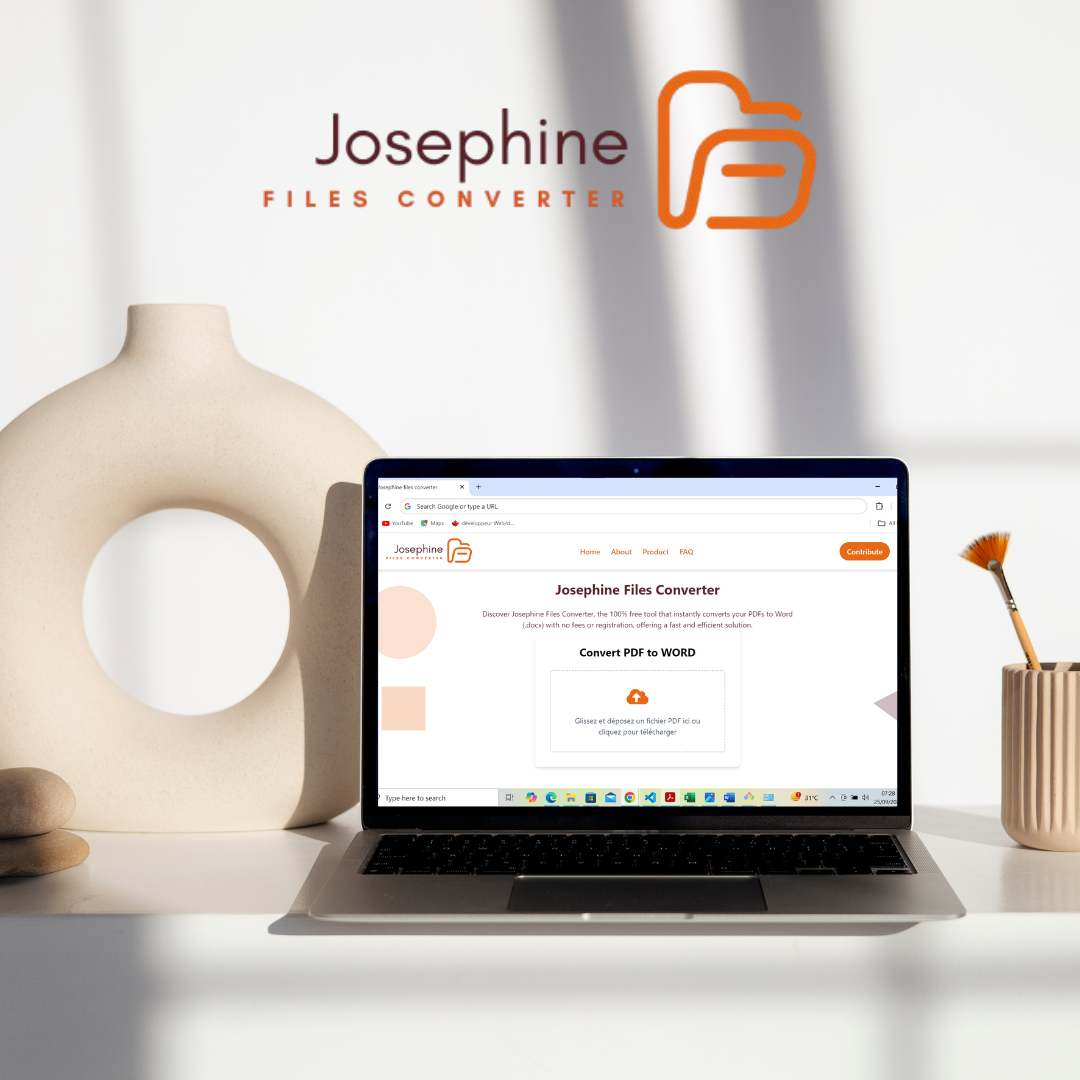 Josephine
FILES CONVERTER
Josephine files converter
Search Google or type a URL
YouTube Maps développeur Web/d... All
Josephine
FILES CONVERTER
Home About Product FAQ Contribute
Josephine Files Converter
Discover Josephine Files Converter, the 100% free tool that instantly converts your PDFs to Word
(.docx) with no fees or registration, offering a fast and efficient solution.
Convert PDF to WORD
Glissez et déposez un fichier PDF ici ou
cliquez pour télécharger
Type here to search 31°C 07:28
25/09/20